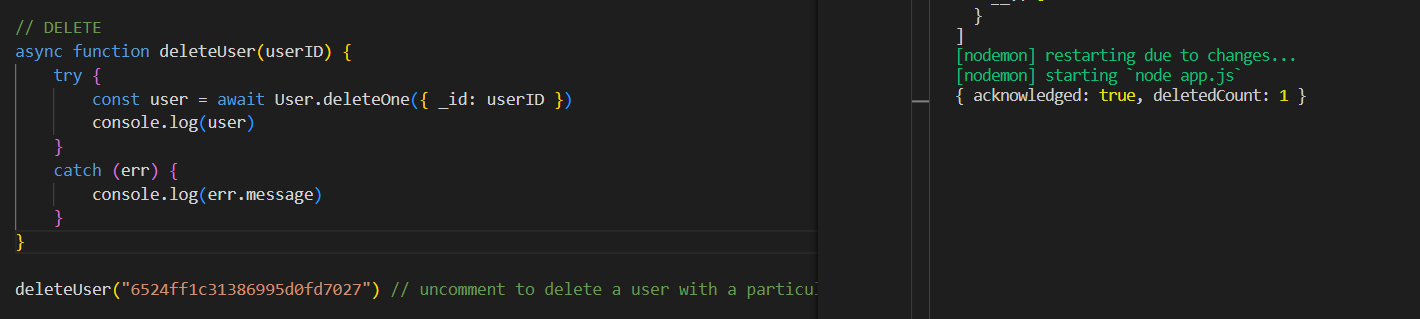 // DELETE
async function deleteUser(userID) {
    try {
        const user = await User.deleteOne({ _id: userID })
        console.log(user)
    }
    catch (err) {
        console.log(err.message)
    }
}
deleteUser("6524ff1c31386995d0fd7027") // uncomment to delete a user with a
}
]
[nodemon] restarting due to changes...
[nodemon] starting `node app.js`
{ acknowledged: true, deletedCount: 1 }